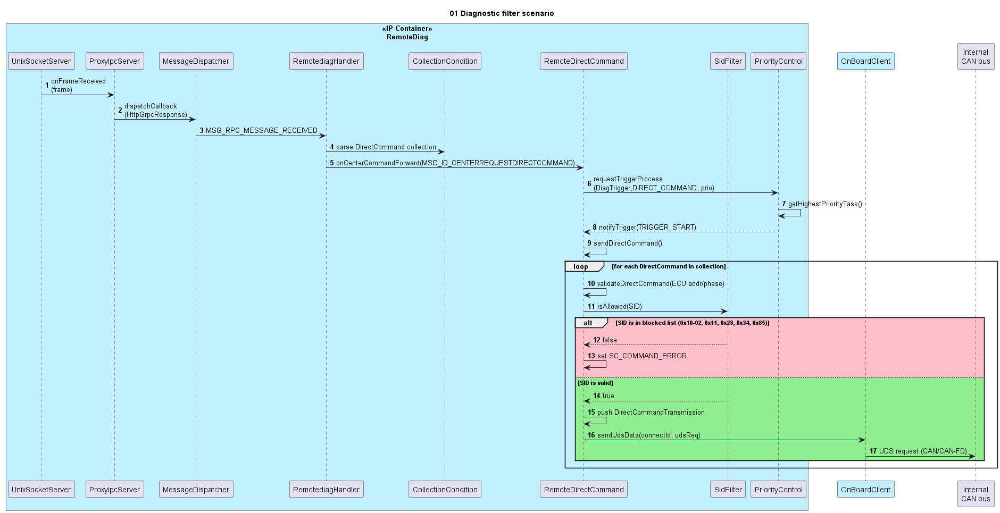 01 Diagnostic filter scenario
«IP Container»
RemoteDiag
UnixSocketServer
ProxyIpcServer
MessageDispatcher
RemotediagHandler
CollectionCondition
RemoteDirectCommand
SidFilter
PriorityControl
OnBoardClient
Internal
CAN bus
1 onFrameReceived
(frame)
2 dispatchCallback
(HttpGrpcResponse)
3 MSG_RPC_MESSAGE_RECEIVED
4 parse DirectCommand collection
5 onCenterCommandForward(MSG_ID_CENTERREQUESTDIRECTCOMMAND)
6 requestTriggerProcess
(DiagTrigger,DIRECT_COMMAND, prio)
7 getHighestPriorityTask()
8 notifyTrigger(TRIGGER_START)
9 sendDirectCommand()
loop [for each DirectCommand in collection]
10 validateDirectCommand(ECU addr/phase)
11 isAllowed(SID)
alt [SID is in blocked list (0x10-02, 0x11, 0x28, 0x34, 0x85)]
12 false
13 set SC_COMMAND_ERROR
[SID is valid]
14 true
15 push DirectCommandTransmission
16 sendUdsData(connectId, udsReq)
17 UDS request (CAN/CAN-FD)
UnixSocketServer
ProxyIpcServer
MessageDispatcher
RemotediagHandler
CollectionCondition
RemoteDirectCommand
SidFilter
PriorityControl
OnBoardClient
Internal
CAN bus